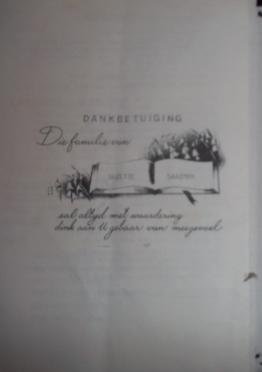 DANKBETUIGING
Die familie van
sal altyd met waardering
dink aan U gebaar van meegevoel